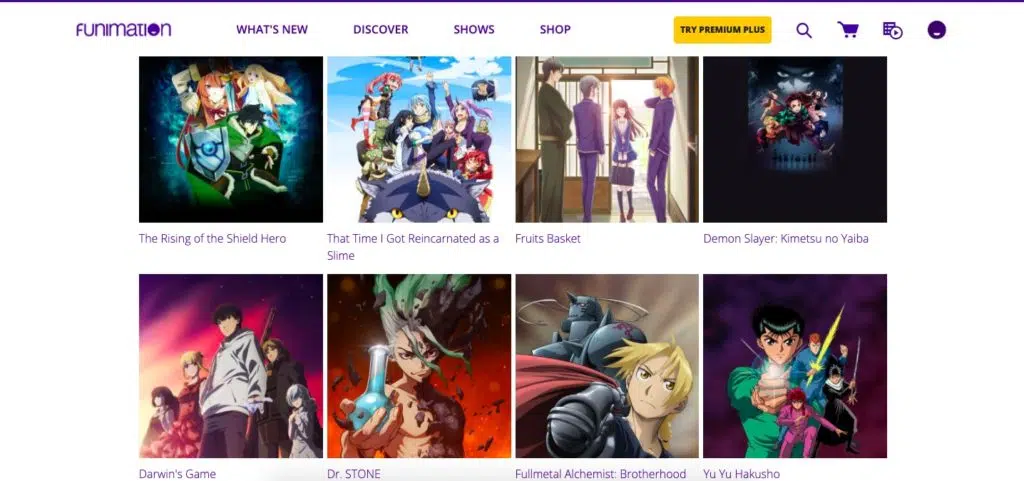 FUNIMATION
WHAT'S NEW
DISCOVER
SHOWS
SHOP
TRY PREMIUM PLUS
The Rising of the Shield Hero
That Time I Got Reincarnated as a
Slime
Fruits Basket
Demon Slayer: Kimetsu no Yaiba
Darwin's Game
Dr. STONE
Fullmetal Alchemist: Brotherhood
Yu Yu Hakusho